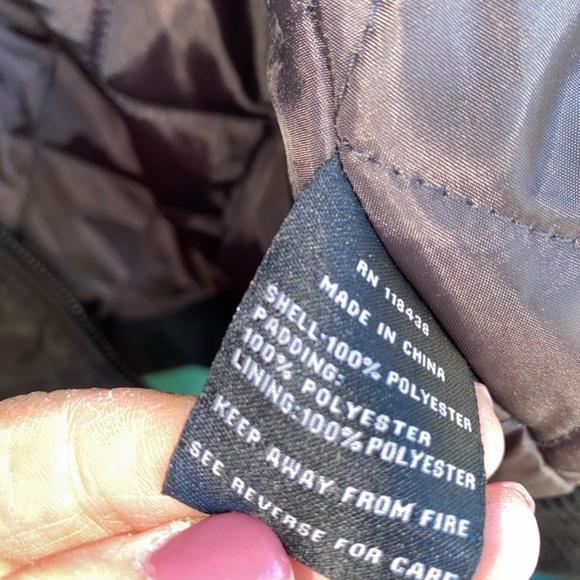 RN 118438
MADE IN CHINA
SHELL:100% POLYESTER
PADDING:
100% POLYESTER
LINING:100% POLYESTER
KEEP AWAY FROM FIRE
SEE REVERSE FOR CARE